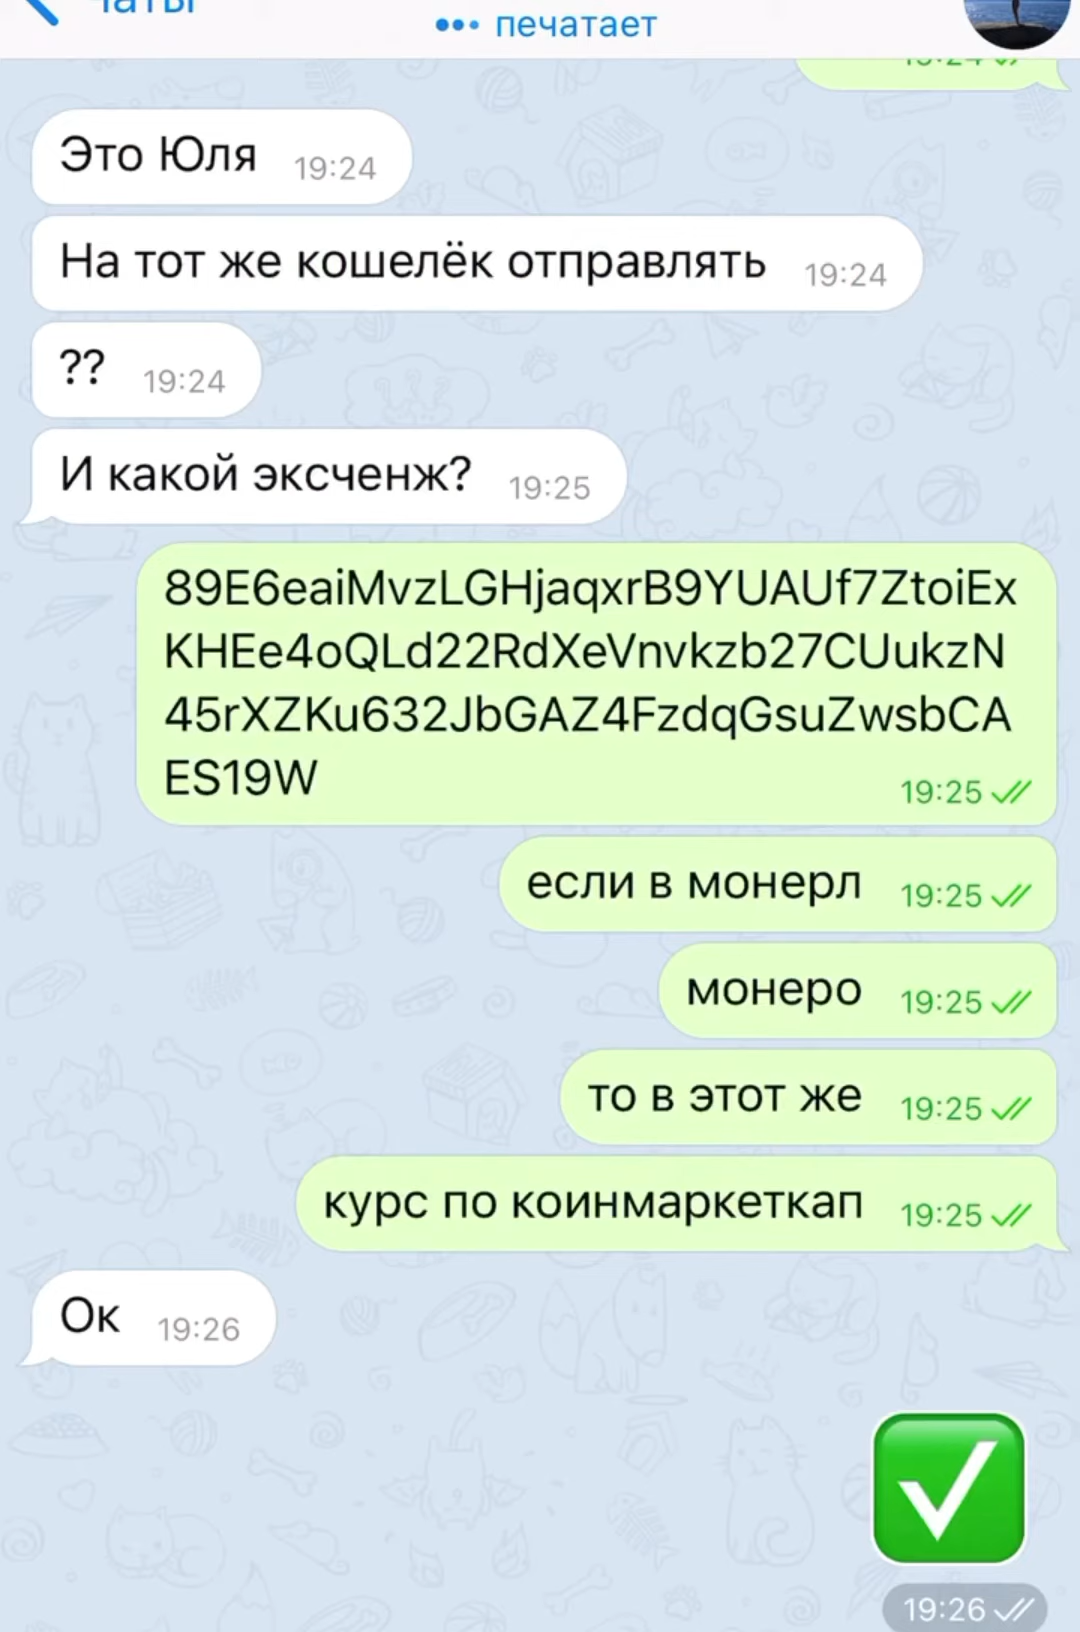 печатает
Это Юля 19:24
На тот же кошелёк отправлять 19:24
?? 19:24
И какой эксченж? 19:25
89E6eaiMvzLGHjaqxrB9YUAUf7ZtoiEx
KHEe4oQLd22RdXeVnvkzb27CUukzN
45rXZKu632JbGAZ4FzdqGsuZwsbCA
ES19W 19:25
если в монерл 19:25
монеро 19:25
то в этот же 19:25
курс по коинмаркеткап 19:25
Ок 19:26
19:26